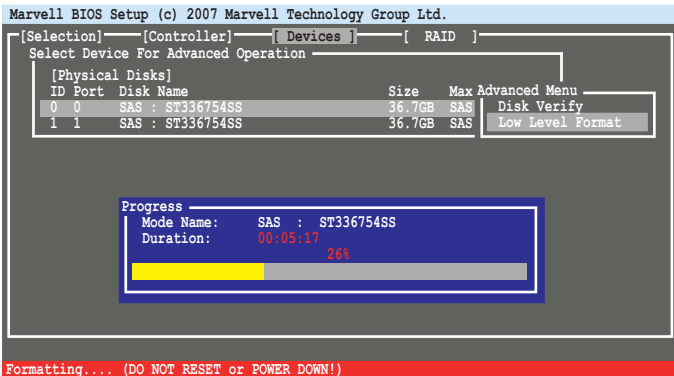 Marvell BIOS Setup (c) 2007 Marvell Technology Group Ltd.
[Selection] [Controller] [ Devices ] [ RAID ]
Select Device For Advanced Operation
[Physical Disks]
ID Port Disk Name Size Max
0 0 SAS : ST336754SS 36.7GB SAS
1 1 SAS : ST336754SS 36.7GB SAS
Advanced Menu
Disk Verify
Low Level Format
Progress
Mode Name: SAS : ST336754SS
Duration: 00:05:17
26%
Formatting.... (DO NOT RESET or POWER DOWN!)